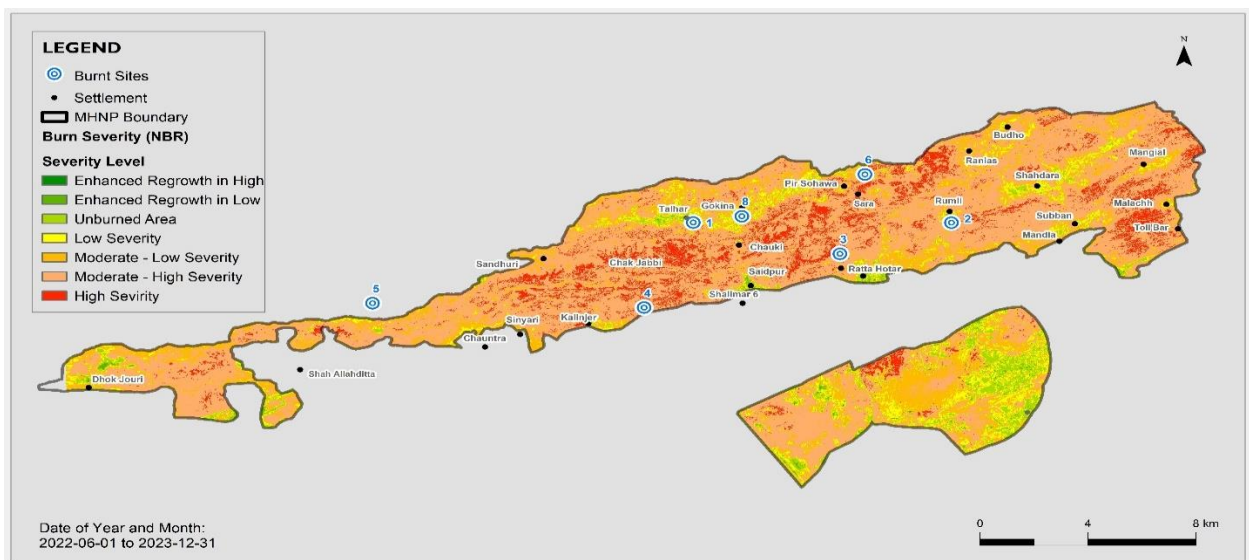 LEGEND
Burnt Sites
Settlement
MHNP Boundary
Burn Severity (NBR)
Severity Level
Enhanced Regrowth in High
Enhanced Regrowth in Low
Unburned Area
Low Severity
Moderate - Low Severity
Moderate - High Severity
High Sevirity
N
Budho
Ranias
Mangial
6
Pir Sohawa
Shahdara
Sara
Talhar
Gokina
8
Rumli
Malachh
1
2
Subban
Toll Bar
Mandla
Chauki
3
Sandhuri
Chak Jabbi
Ratta Hotar
Saidpur
5
4
Shalimar 6
Sinyari
Kalinjer
Chauntra
Shah Allahditta
Dhok Jouri
Date of Year and Month:
2022-06-01 to 2023-12-31
0 4 8 km